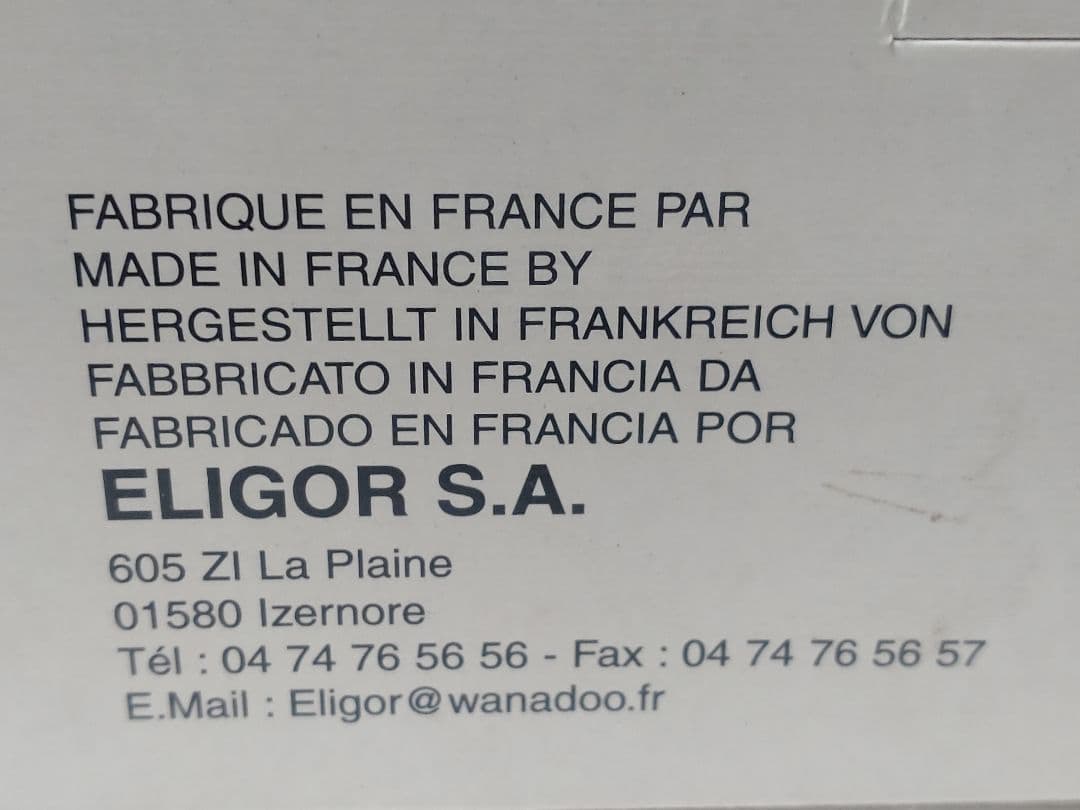 FABRIQUE EN FRANCE PAR
MADE IN FRANCE BY
HERGESTELLT IN FRANKREICH VON
FABBRICATO IN FRANCIA DA
FABRICADO EN FRANCIA POR
ELIGOR S.A.
605 ZI La Plaine
01580 Izernore
Tél : 04 74 76 56 56 - Fax : 04 74 76 56 57
E.Mail : Eligor@wanadoo.fr